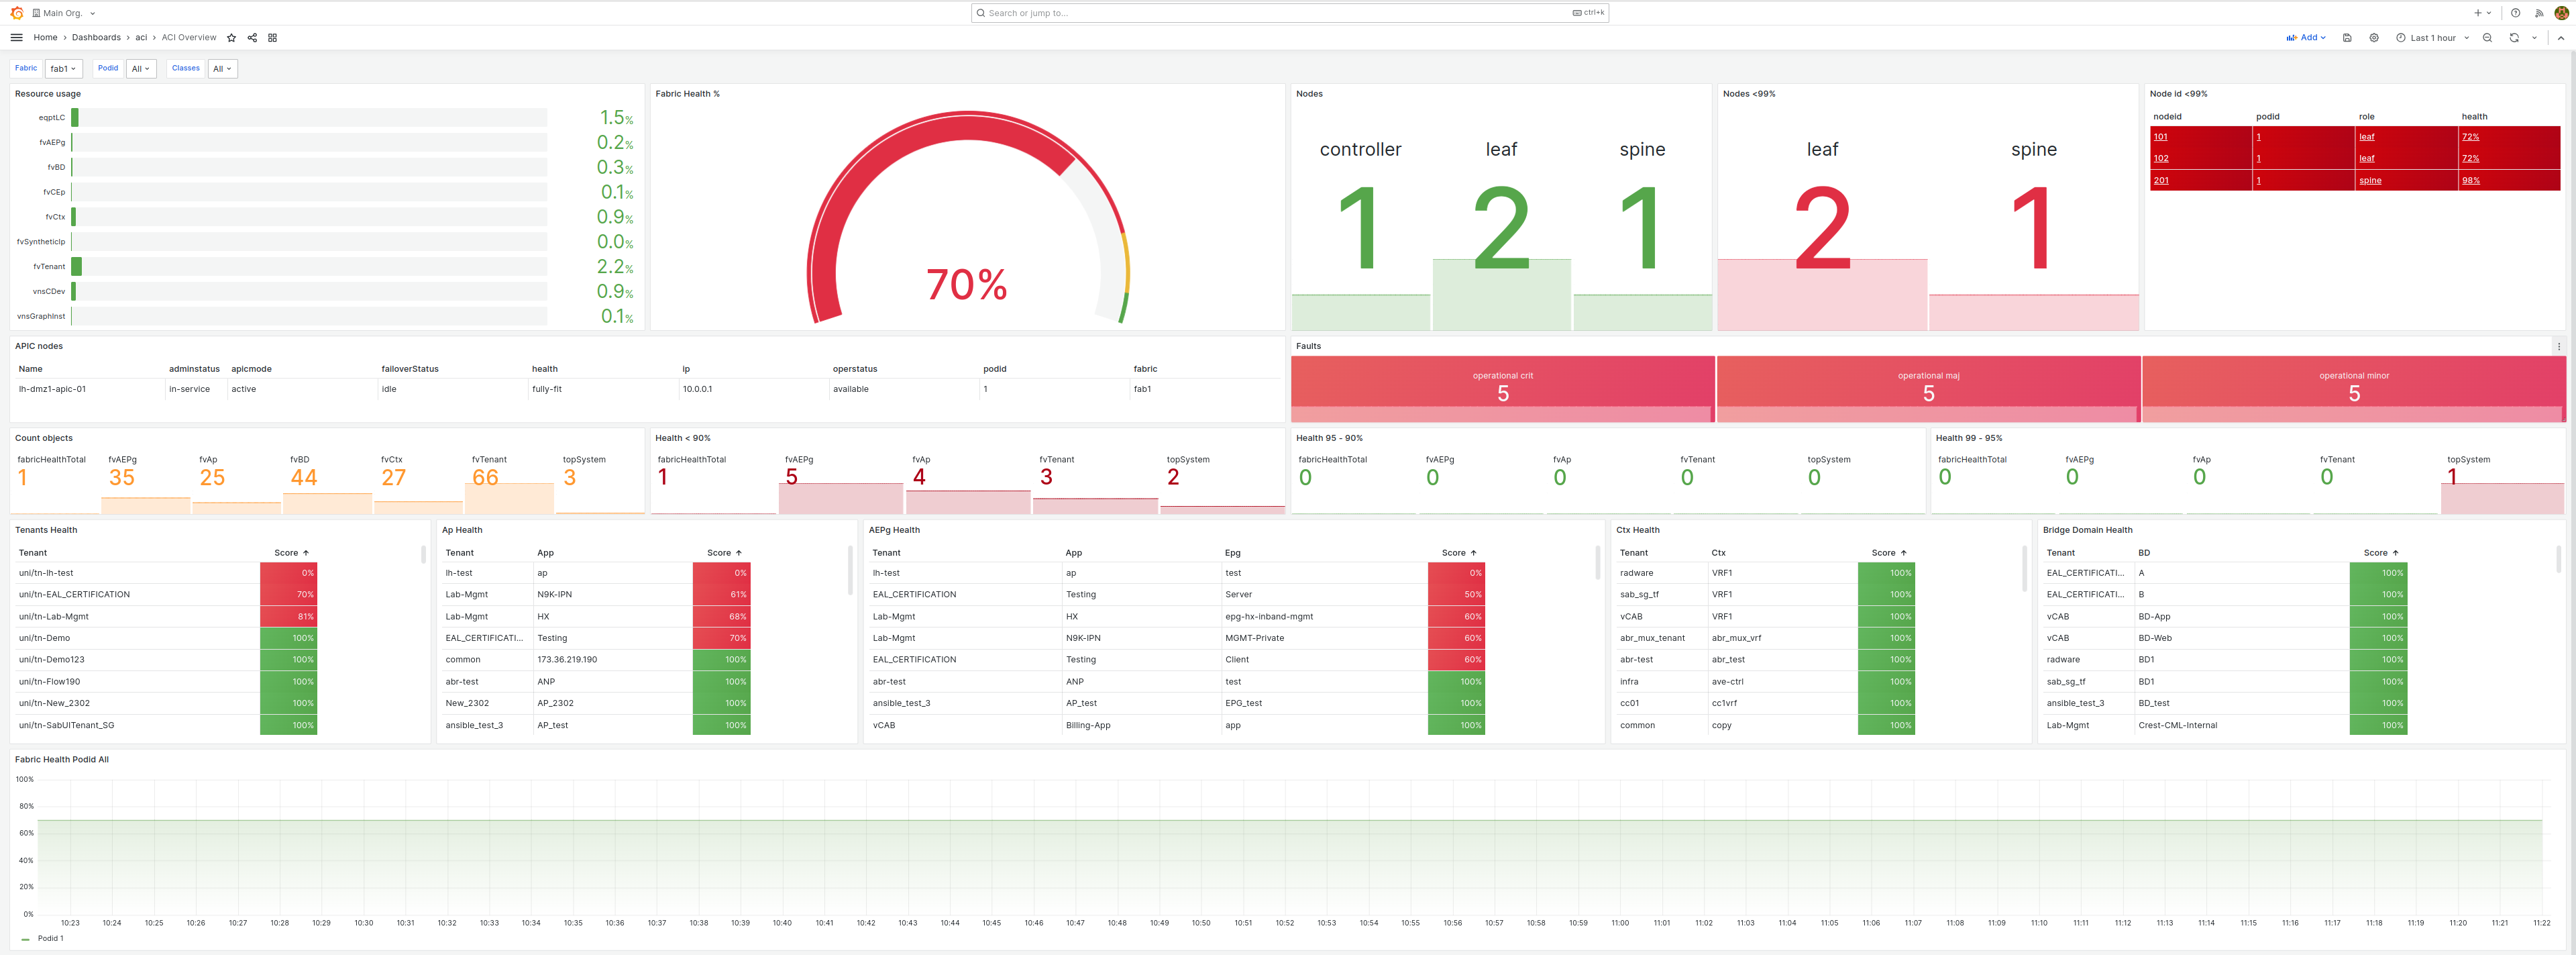 Main Org.
Search or jump to...
ctrl+k
Home > Dashboards > aci > ACI Overview
Add
Last 1 hour
Fabric fab1 Podid All Classes All
Resource usage
eqptLC 1.5%
fvAEPg 0.2%
fvBD 0.3%
fvCEp 0.1%
fvCtx 0.9%
fvSyntheticIp 0.0%
fvTenant 2.2%
vnsCDev 0.9%
vnsGraphInst 0.1%
Fabric Health %
70%
Nodes
controller leaf spine
1 2 1
Nodes <99%
leaf spine
2 1
Node id <99%
nodeid podid role health
101 1 leaf 72%
102 1 leaf 72%
201 1 spine 98%
APIC nodes
Name adminstatus apicmode failoverStatus health ip operstatus podid fabric
lh-dmz1-apic-01 in-service active idle fully-fit 10.0.0.1 available 1 fab1
Faults
operational crit operational maj operational minor
5 5 5
Count objects
fabricHealthTotal fvAEPg fvAp fvBD fvCtx fvTenant topSystem
1 35 25 44 27 66 3
Health < 90%
fabricHealthTotal fvAEPg fvAp fvTenant topSystem
1 5 4 3 2
Health 95 - 90%
fabricHealthTotal fvAEPg fvAp fvTenant topSystem
0 0 0 0 0
Health 99 - 95%
fabricHealthTotal fvAEPg fvAp fvTenant topSystem
0 0 0 0 1
Tenants Health
Tenant Score
uni/tn-lh-test 0%
uni/tn-EAL_CERTIFICATION 70%
uni/tn-Lab-Mgmt 81%
uni/tn-Demo 100%
uni/tn-Demo123 100%
uni/tn-Flow190 100%
uni/tn-New_2302 100%
uni/tn-SabUITenant_SG 100%
Ap Health
Tenant App Score
lh-test ap 0%
Lab-Mgmt N9K-IPN 61%
Lab-Mgmt HX 68%
EAL_CERTIFICATI... Testing 70%
common 173.36.219.190 100%
abr-test ANP 100%
New_2302 AP_2302 100%
ansible_test_3 AP_test 100%
AEPg Health
Tenant App Epg Score
lh-test ap test 0%
EAL_CERTIFICATION Testing Server 50%
Lab-Mgmt HX epg-hx-inband-mgmt 60%
Lab-Mgmt N9K-IPN MGMT-Private 60%
EAL_CERTIFICATION Testing Client 60%
abr-test ANP test 100%
ansible_test_3 AP_test EPG_test 100%
vCAB Billing-App app 100%
Ctx Health
Tenant Ctx Score
radware VRF1 100%
sab_sg_tf VRF1 100%
vCAB VRF1 100%
abr_mux_tenant abr_mux_vrf 100%
abr-test abr_test 100%
infra ave-ctrl 100%
cc01 cc1vrf 100%
common copy 100%
Bridge Domain Health
Tenant BD Score
EAL_CERTIFICATI... A 100%
EAL_CERTIFICATI... B 100%
vCAB BD-App 100%
vCAB BD-Web 100%
radware BD1 100%
sab_sg_tf BD1 100%
ansible_test_3 BD_test 100%
Lab-Mgmt Crest-CML-Internal 100%
Fabric Health Podid All
100%
80%
60%
40%
20%
0%
10:23 10:24 10:25 10:26 10:27 10:28 10:29 10:30 10:31 10:32 10:33 10:34 10:35 10:36 10:37 10:38 10:39 10:40 10:41 10:42 10:43 10:44 10:45 10:46 10:47 10:48 10:49 10:50 10:51 10:52 10:53 10:54 10:55 10:56 10:57 10:58 10:59 11:00 11:01 11:02 11:03 11:04 11:05 11:06 11:07 11:08 11:09 11:10 11:11 11:12 11:13 11:14 11:15 11:16 11:17 11:18 11:19 11:20 11:21 11:22
Podid 1